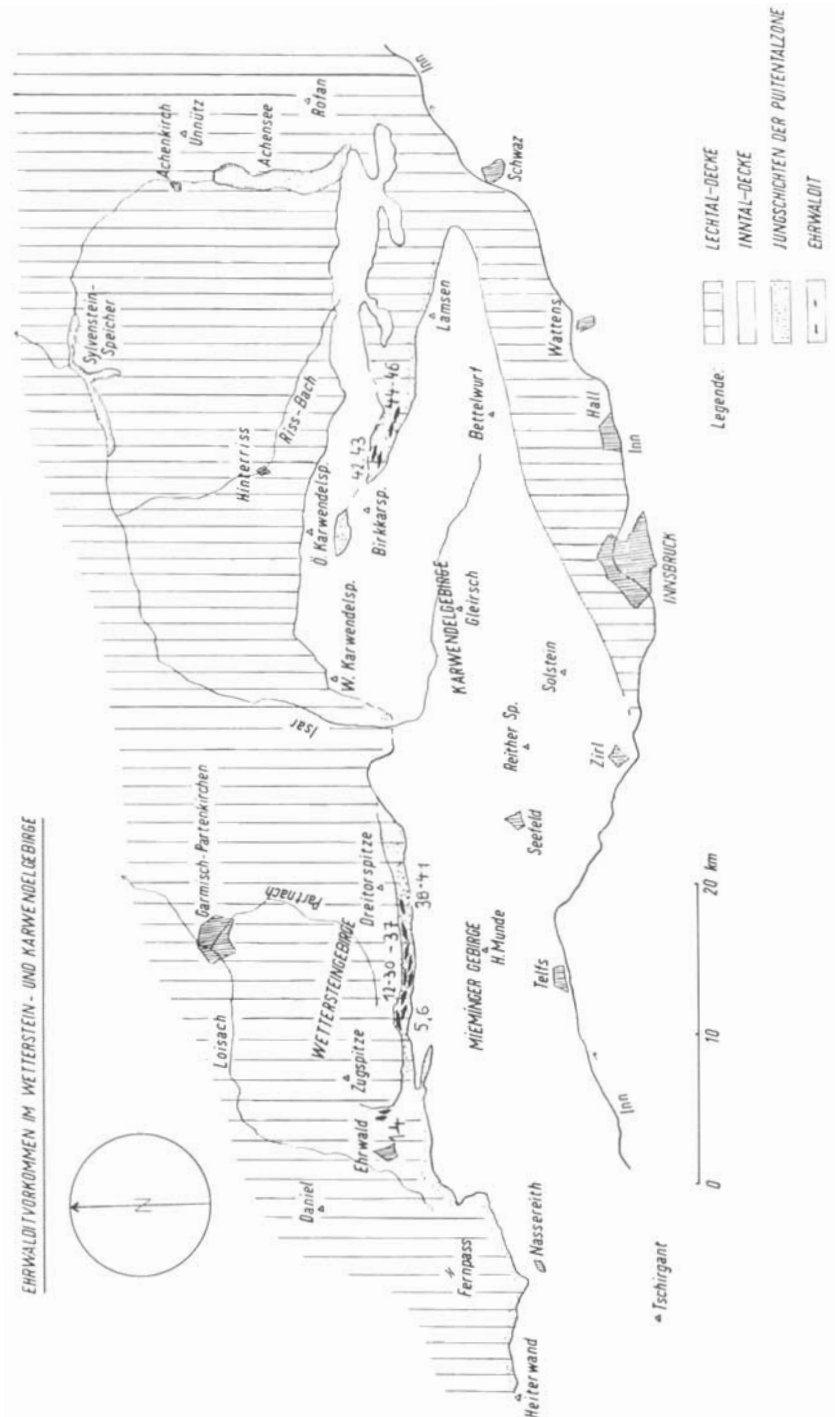 EHRWALDITVORKOMMEN IM WETTERSTEIN- UND KARWENDELGEBIRGE
N
Heiterwand
Tschirgant
Nassereith
Fernpass
Daniel
Ehrwald
1-4
Zugspitze
Loisach
Garmisch-Partenkirchen
Partnach
WETTERSTEINGEBIRGE
Dreitorspitze
5,6
12-30-37
38-41
MIEMINGER GEBIRGE
H. Munde
Telfs
Inn
Seefeld
Reither Sp.
Zirl
Solstein
Isar
W. Karwendelsp.
Ö. Karwendelsp.
Birkkarsp.
42.43
44-46
KARWENDELGEBIRGE
Gleirsch
Bettelwurf
Lamsen
Hinterriss
Riss-Bach
Sylvenstein-
Speicher
Achenkirch
Unnütz
Achensee
Rofan
Inn
Schwaz
Wattens
Hall
Inn
INNSBRUCK
0
10
20 km
Legende:
LECHTAL-DECKE
INNTAL-DECKE
JUNGSCHICHTEN DER PUITENTALZONE
EHRWALDIT